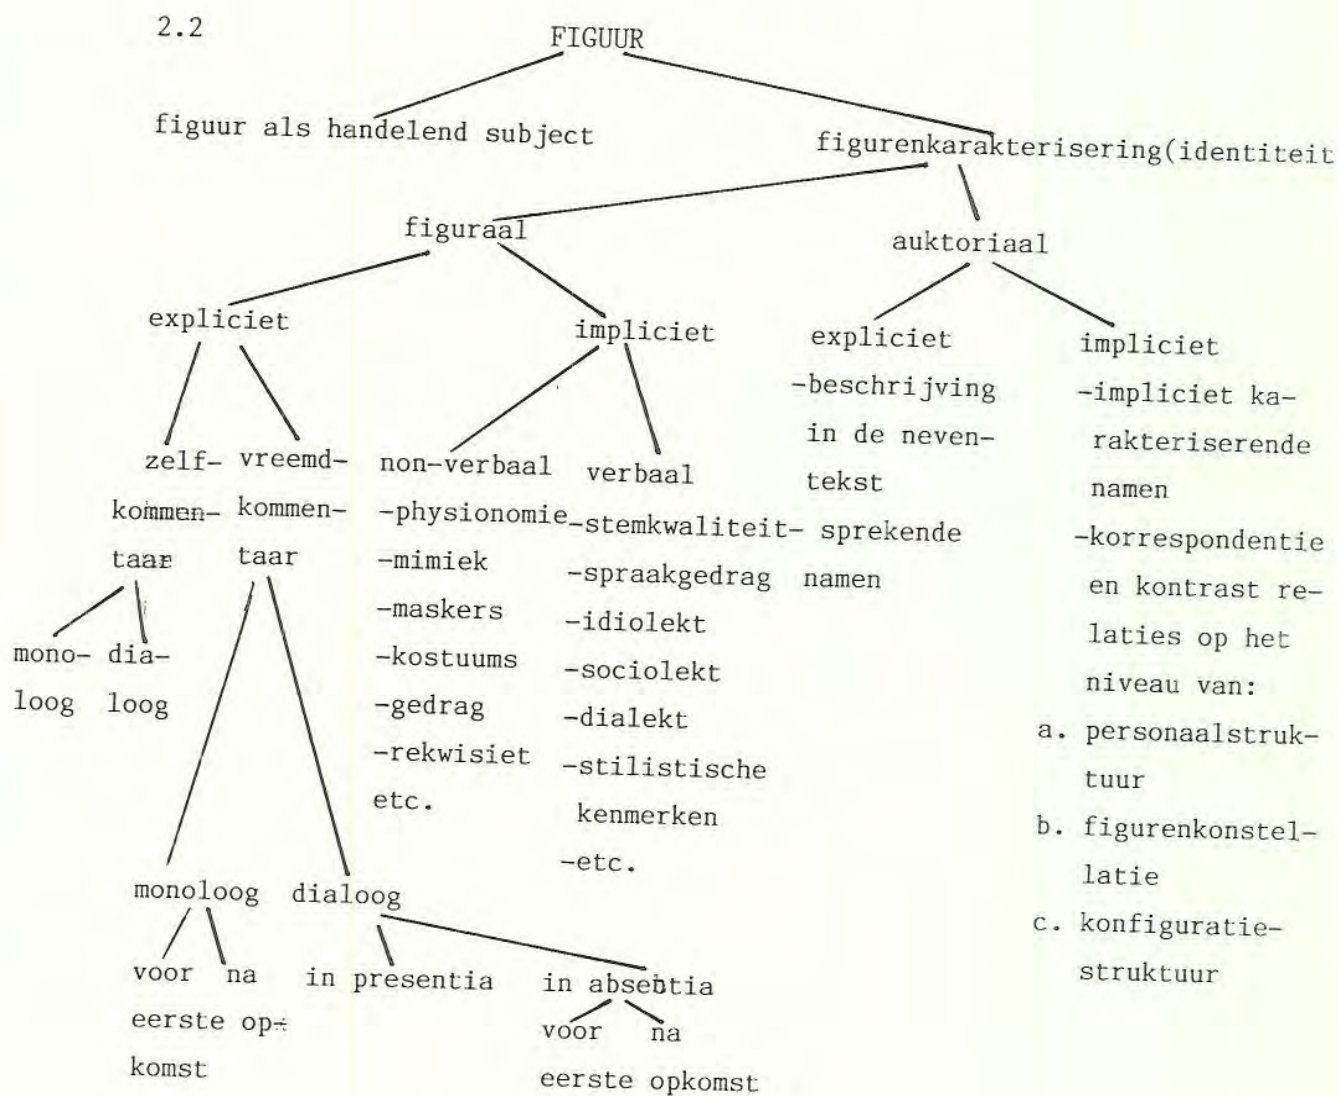 2.2
FIGUUR
figuur als handelend subject
figurenkarakterisering(identiteit
figuraal
auktoriaal
expliciet
impliciet
zelf-
kommen-
taar
vreemd-
kommen-
taar
mono-
loog
dia-
loog
monoloog
dialoog
voor na
eerste op-
komst
in presentia
in absentia
voor na
eerste opkomst
non-verbaal
-physionomie
-mimiek
-maskers
-kostuums
-gedrag
-rekwisiet
etc.
verbaal
-stemkwaliteit
-spraakgedrag
-idiolekt
-sociolekt
-dialekt
-stilistische
kenmerken
-etc.
expliciet
-beschrijving
in de neven-
tekst
- sprekende
namen
impliciet
-impliciet ka-
rakteriserende
namen
-korrespondentie
en kontrast re-
laties op het
niveau van:
a. personaalstruk-
tuur
b. figurenkonstel-
latie
c. konfiguratie-
struktuur